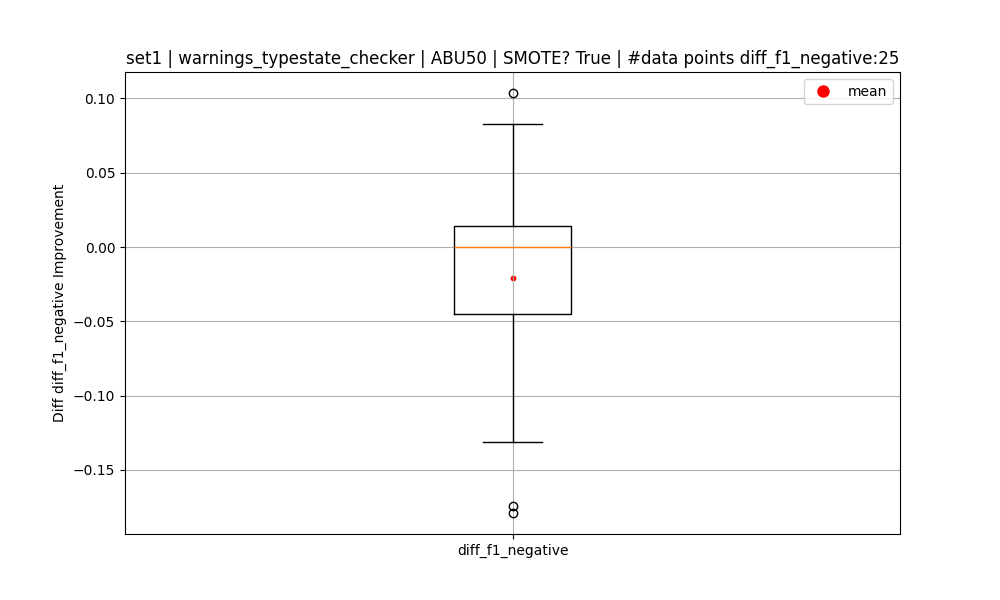 set1 | warnings_typestate_checker | ABU50 | SMOTE? True | #data points diff_f1_negative:25
mean
0.10
0.05
0.00
−0.05
−0.10
−0.15
Diff diff_f1_negative Improvement
diff_f1_negative